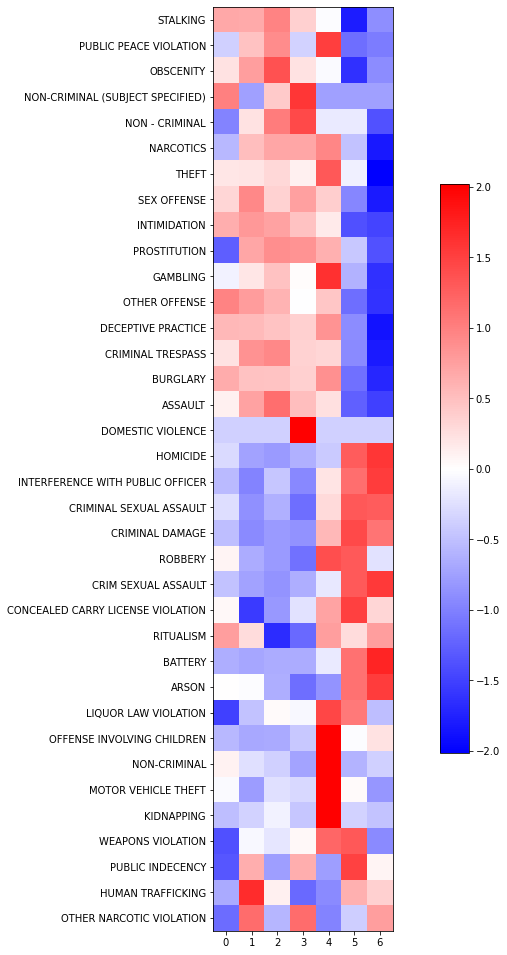 STALKING
PUBLIC PEACE VIOLATION
OBSCENITY
NON-CRIMINAL (SUBJECT SPECIFIED)
NON - CRIMINAL
NARCOTICS
THEFT
SEX OFFENSE
INTIMIDATION
PROSTITUTION
GAMBLING
OTHER OFFENSE
DECEPTIVE PRACTICE
CRIMINAL TRESPASS
BURGLARY
ASSAULT
DOMESTIC VIOLENCE
HOMICIDE
INTERFERENCE WITH PUBLIC OFFICER
CRIMINAL SEXUAL ASSAULT
CRIMINAL DAMAGE
ROBBERY
CRIM SEXUAL ASSAULT
CONCEALED CARRY LICENSE VIOLATION
RITUALISM
BATTERY
ARSON
LIQUOR LAW VIOLATION
OFFENSE INVOLVING CHILDREN
NON-CRIMINAL
MOTOR VEHICLE THEFT
KIDNAPPING
WEAPONS VIOLATION
PUBLIC INDECENCY
HUMAN TRAFFICKING
OTHER NARCOTIC VIOLATION
0 1 2 3 4 5 6
2.0
1.5
1.0
0.5
0.0
−0.5
−1.0
−1.5
−2.0